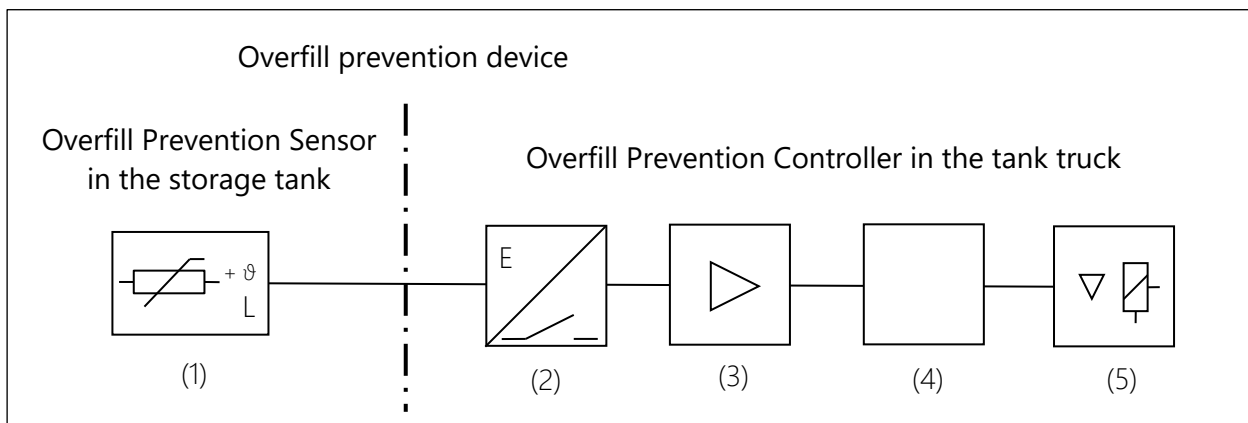 Overfill prevention device
Overfill Prevention Sensor
in the storage tank
Overfill Prevention Controller in the tank truck
+ ϑ
L
E
(1)
(2)
(3)
(4)
(5)